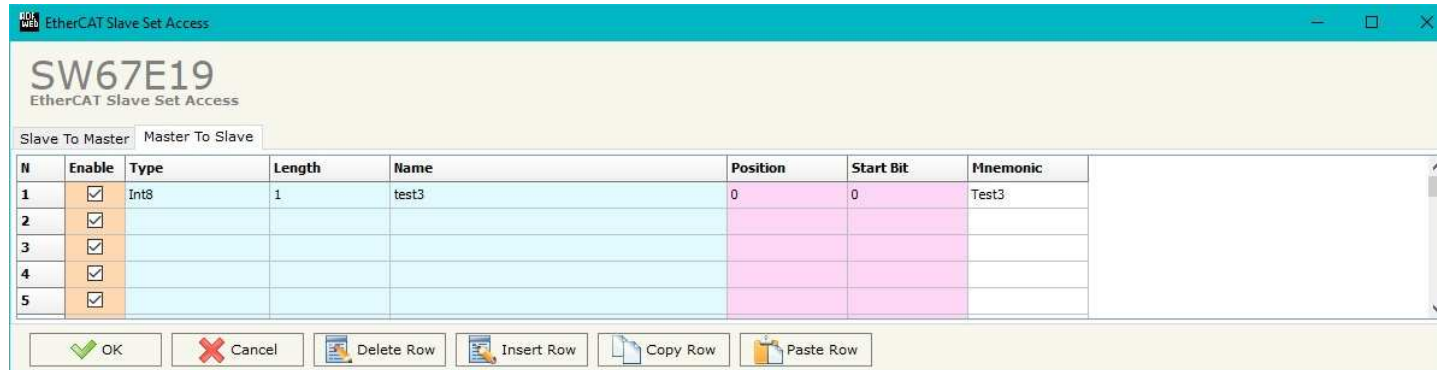 ADF WEB EtherCAT Slave Set Access
SW67E19
EtherCAT Slave Set Access
Slave To Master Master To Slave
N Enable Type Length Name Position Start Bit Mnemonic
1 Int8 1 test3 0 0 Test3
2
3
4
5
OK Cancel Delete Row Insert Row Copy Row Paste Row